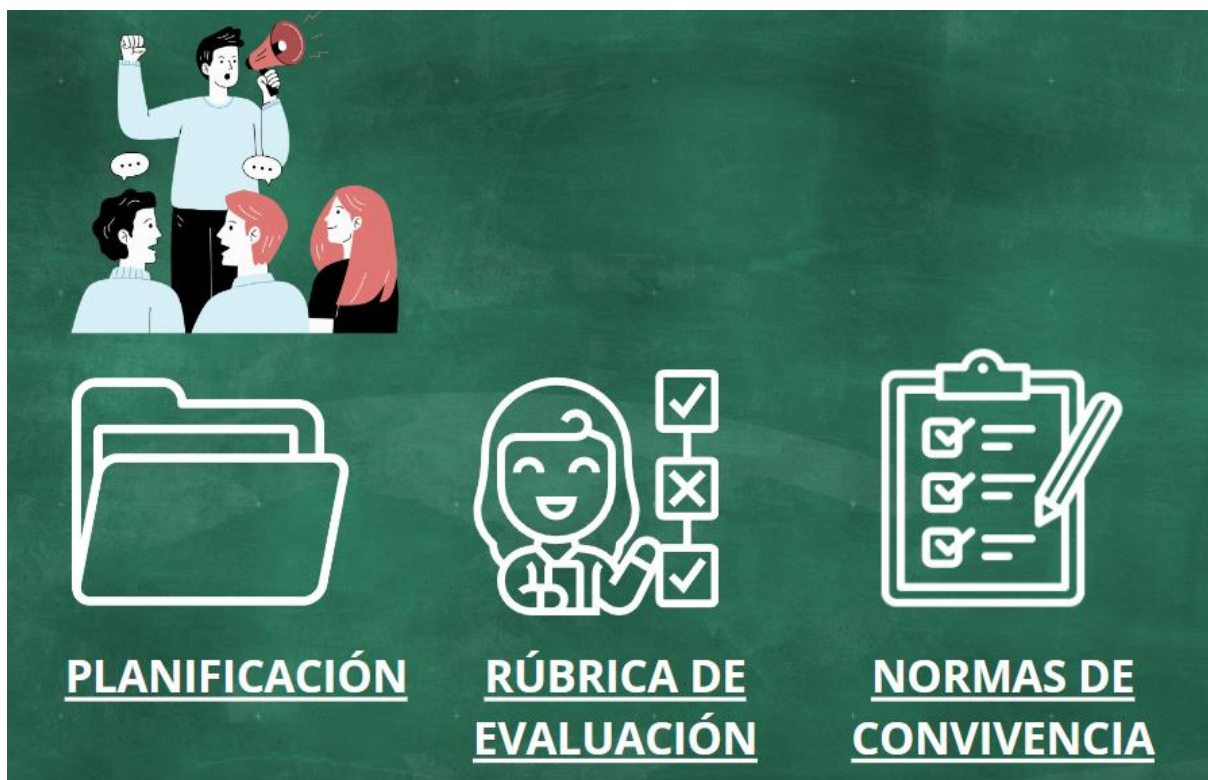 PLANIFICACIÓN
RÚBRICA DE
EVALUACIÓN
NORMAS DE
CONVIVENCIA